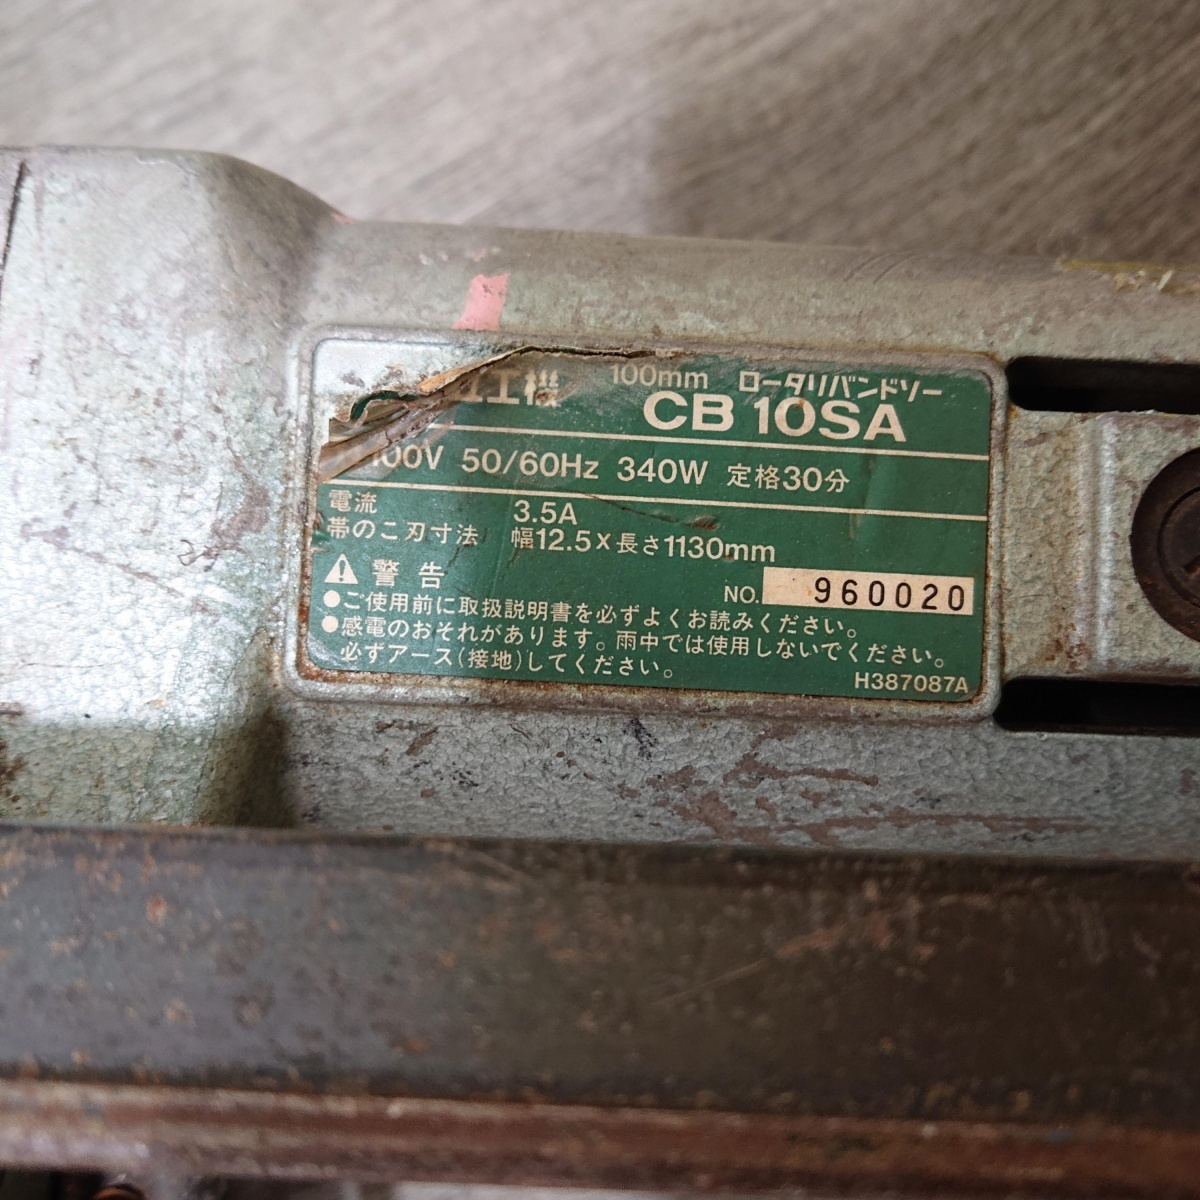 工機 100mm ロータリバンドソー
CB 10SA
100V 50/60Hz 340W 定格30分
電流 3.5A
帯のこ刃寸法 幅12.5×長さ1130mm
警告
NO. 960020
●ご使用前に取扱説明書を必ずよくお読みください。
●感電のおそれがあります。雨中では使用しないでください。
必ずアース(接地)してください。
H387087A